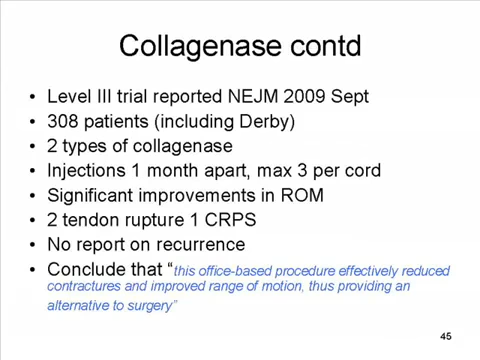 Collagenase contd
• Level III trial reported NEJM 2009 Sept
• 308 patients (including Derby)
• 2 types of collagenase
• Injections 1 month apart, max 3 per cord
• Significant improvements in ROM
• 2 tendon rupture 1 CRPS
• No report on recurrence
• Conclude that “this office-based procedure effectively reduced
contractures and improved range of motion, thus providing an
alternative to surgery”
45